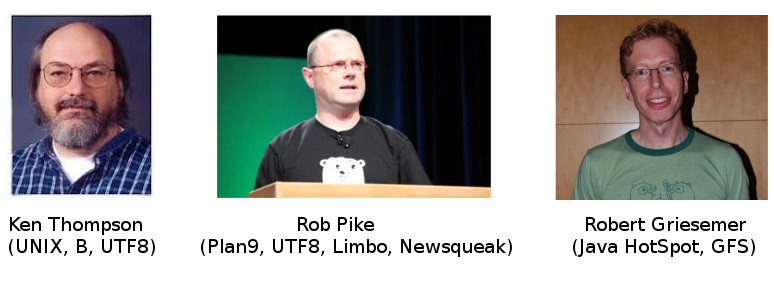 Ken Thompson
(UNIX, B, UTF8)
Rob Pike
(Plan9, UTF8, Limbo, Newsqueak)
Robert Griesemer
(Java HotSpot, GFS)